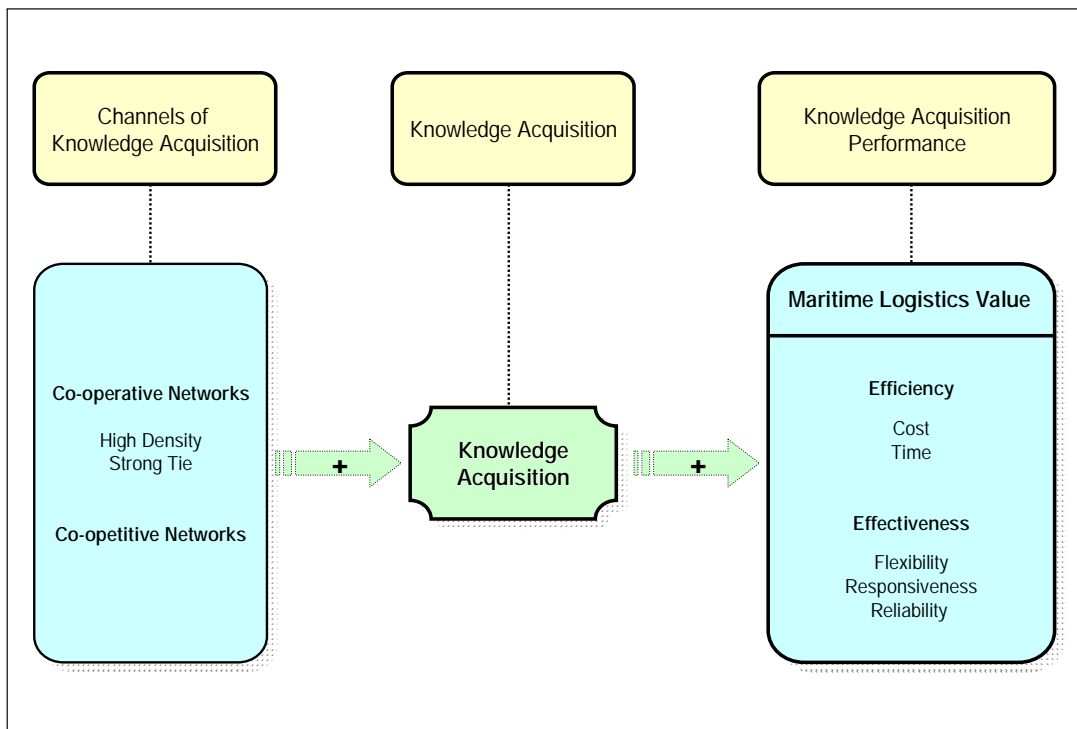 Channels of
Knowledge Acquisition
Knowledge Acquisition
Knowledge Acquisition
Performance
Co-operative Networks
High Density
Strong Tie
Co-opetitive Networks
+
Knowledge
Acquisition
+
Maritime Logistics Value
Efficiency
Cost
Time
Effectiveness
Flexibility
Responsiveness
Reliability